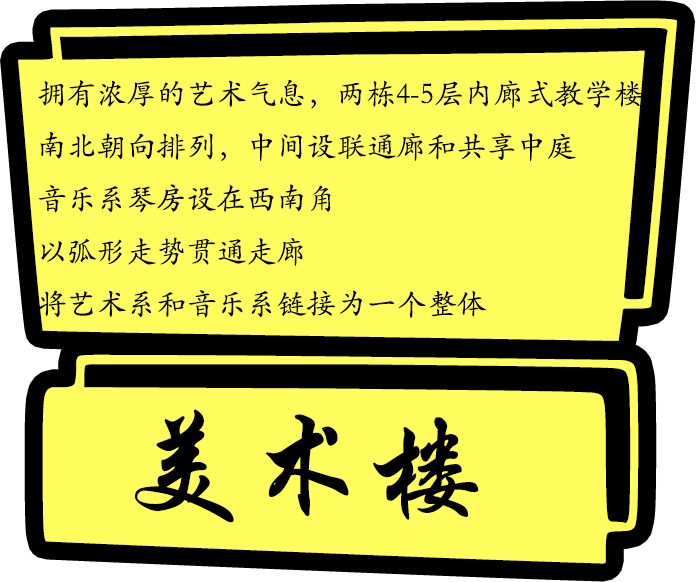 拥有浓厚的艺术气息，两栋4-5层内廊式教学楼
南北朝向排列，中间设联通廊和共享中庭
音乐系琴房设在西南角
以弧形走势贯通走廊
将艺术系和音乐系链接为一个整体
美术楼